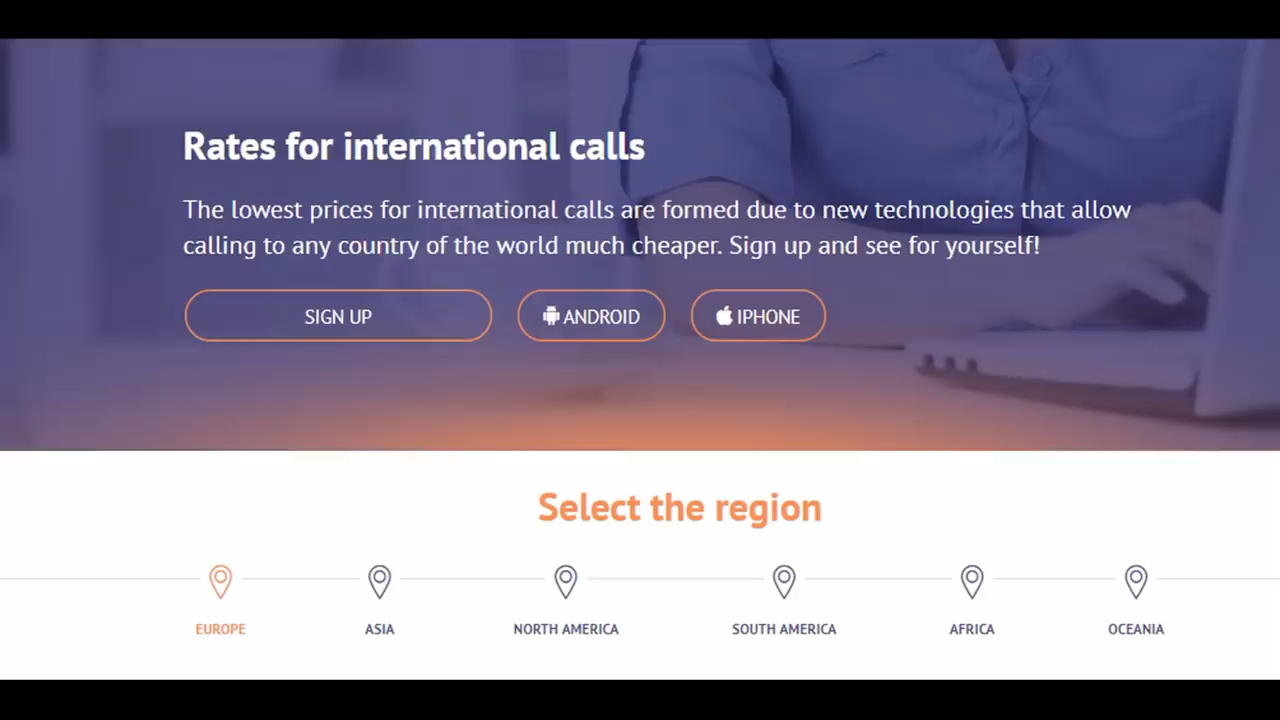 Rates for international calls
The lowest prices for international calls are formed due to new technologies that allow
calling to any country of the world much cheaper. Sign up and see for yourself!
SIGN UP
ANDROID
IPHONE
Select the region
EUROPE
ASIA
NORTH AMERICA
SOUTH AMERICA
AFRICA
OCEANIA